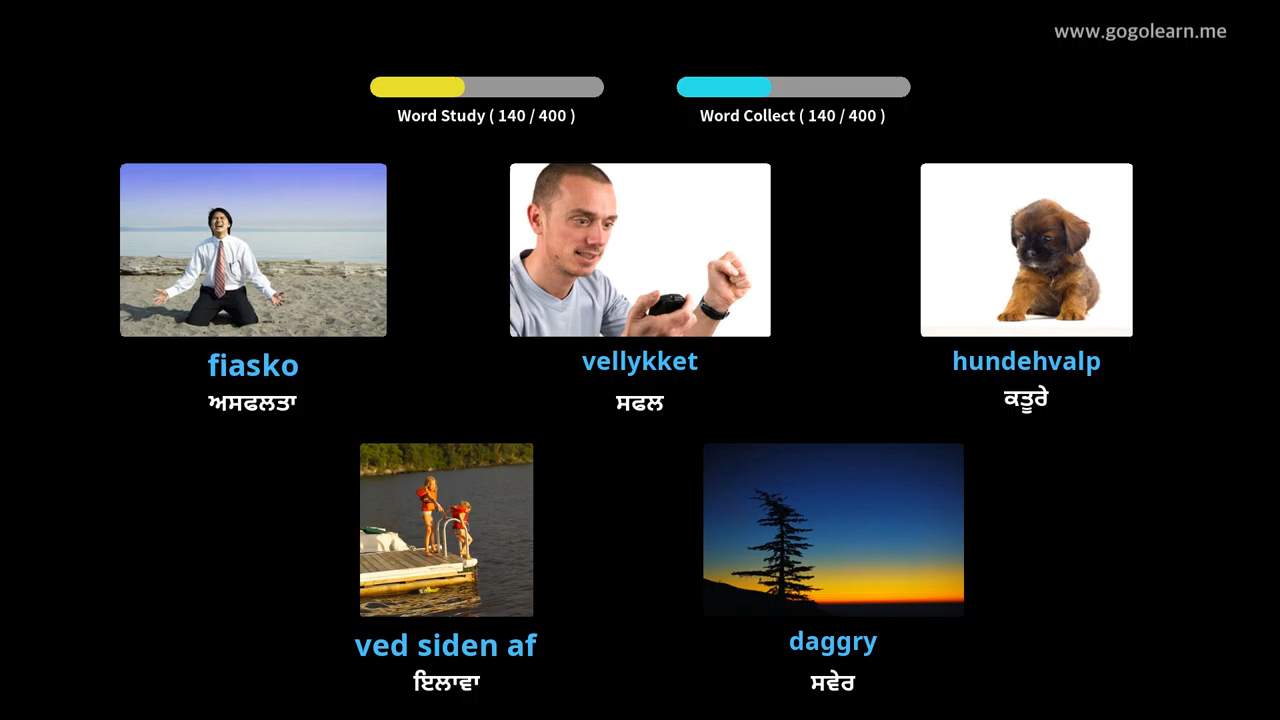 www.gogolearn.me
Word Study ( 140 / 400 )
Word Collect ( 140 / 400 )
fiasko
ਅਸਫਲਤਾ
vellykket
ਸਫਲ
hundehvalp
ਕਤੂਰੇ
ved siden af
ਇਲਾਵਾ
daggry
ਸਵੇਰ